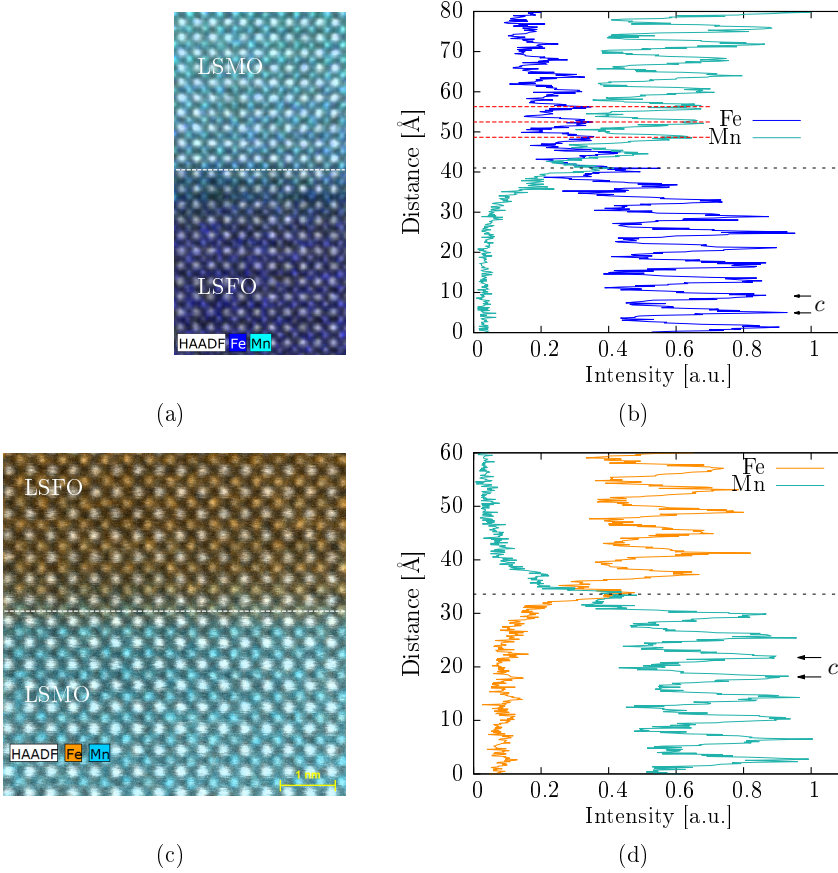 LSMO
LSFO
HAADF Fe Mn
(a)
80
70
60
50
40
30
20
10
0
Distance [Å]
Fe
Mn
c
0 0.2 0.4 0.6 0.8 1
Intensity [a.u.]
(b)
LSFO
LSMO
HAADF Fe Mn
1 nm
(c)
60
50
40
30
20
10
0
Distance [Å]
Fe
Mn
c
0 0.2 0.4 0.6 0.8 1
Intensity [a.u.]
(d)